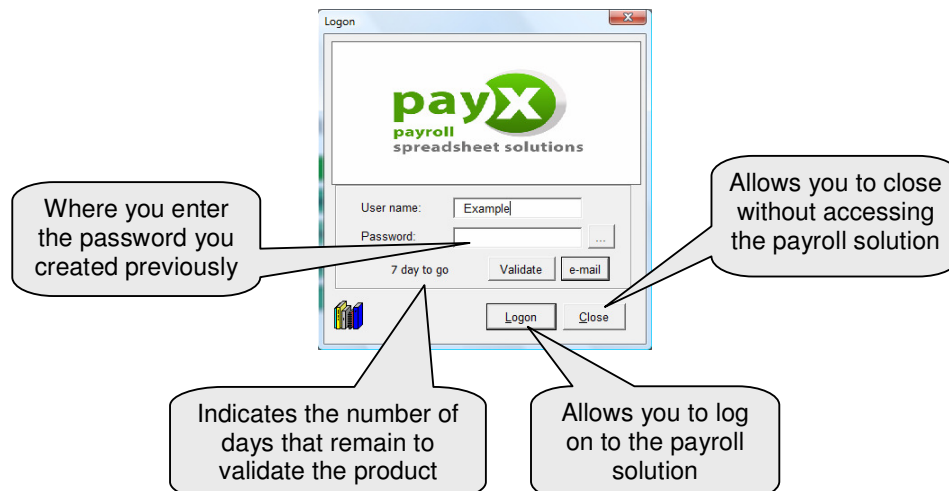 Logon
payX
payroll
spreadsheet solutions
User name:
Example
Password:
...
7 day to go
Validate
e-mail
Logon
Close
Where you enter
the password you
created previously
Allows you to close
without accessing
the payroll solution
Indicates the number of
days that remain to
validate the product
Allows you to log
on to the payroll
solution